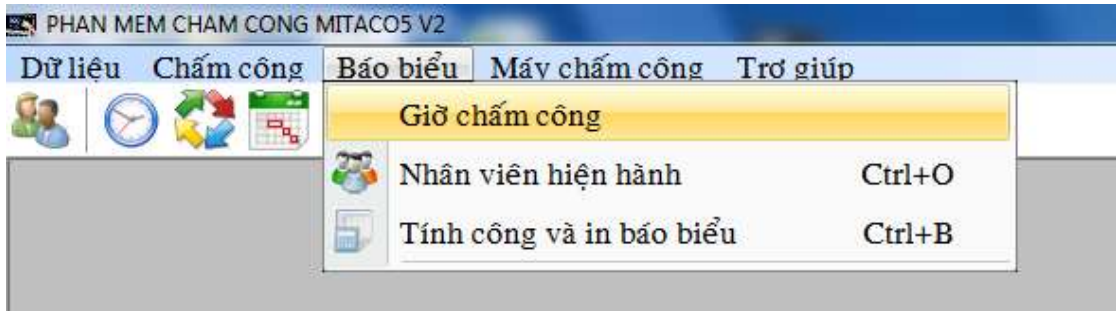 PHAN MEM CHAM CONG MITACO5 V2
Dữ liệu Chấm công Báo biểu Máy chấm công Trợ giúp
Giờ chấm công
Nhân viên hiện hành Ctrl+O
Tính công và in báo biểu Ctrl+B